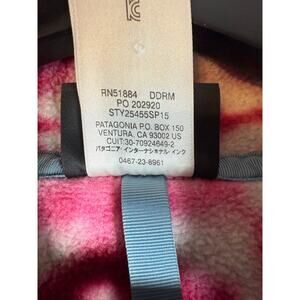 RN51884 DDRM
PO 202920
STY25455SP15
PATAGONIA P.O. BOX 150
VENTURA, CA 93002 US
CUIT:30-70924649-2
パタゴニア・インターナショナル・インク
0467-23-8961